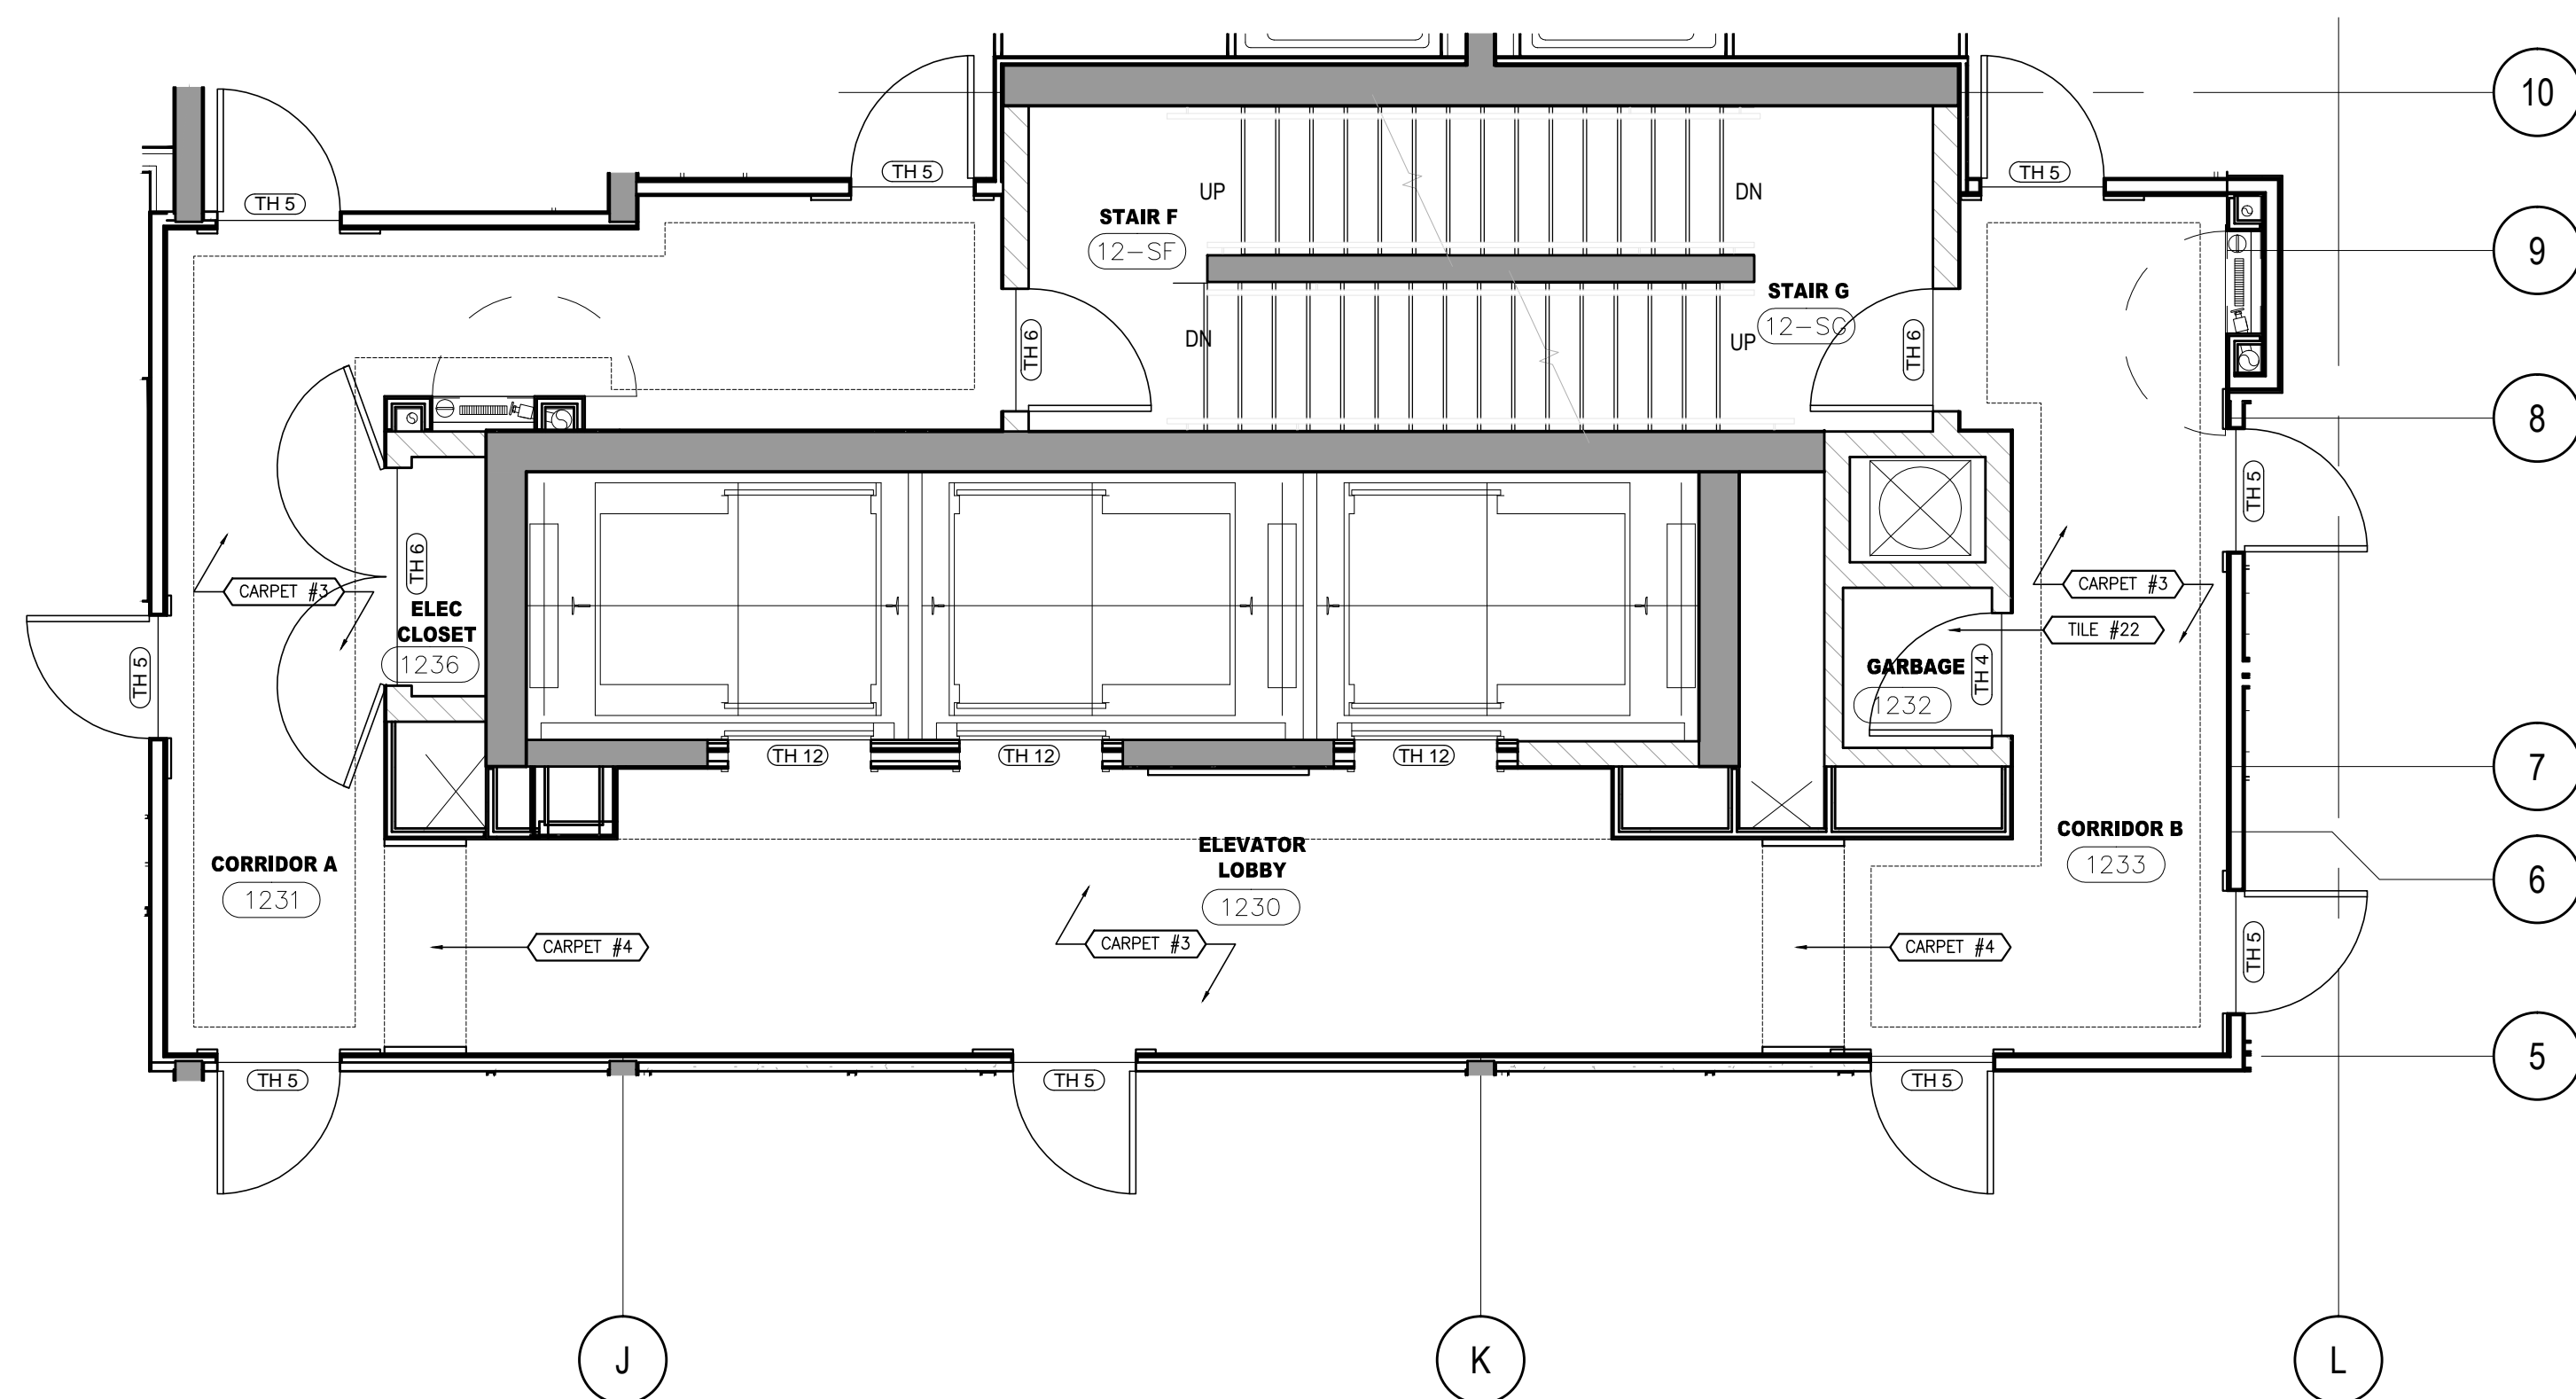 10
TH 5
TH 5
TH 5
UP
DN
STAIR F
12-SF
9
STAIR G
12-SG
DN
UP
TH 6
TH 6
8
TH 5
TH 6
CARPET #3
CARPET #3
ELEC
CLOSET
1236
TILE #22
TH 5
GARBAGE
1232
TH 4
TH 12
TH 12
TH 12
7
ELEVATOR
LOBBY
1230
CORRIDOR B
1233
CORRIDOR A
1231
6
CARPET #4
CARPET #3
CARPET #4
TH 5
5
TH 5
TH 5
TH 5
J
K
L